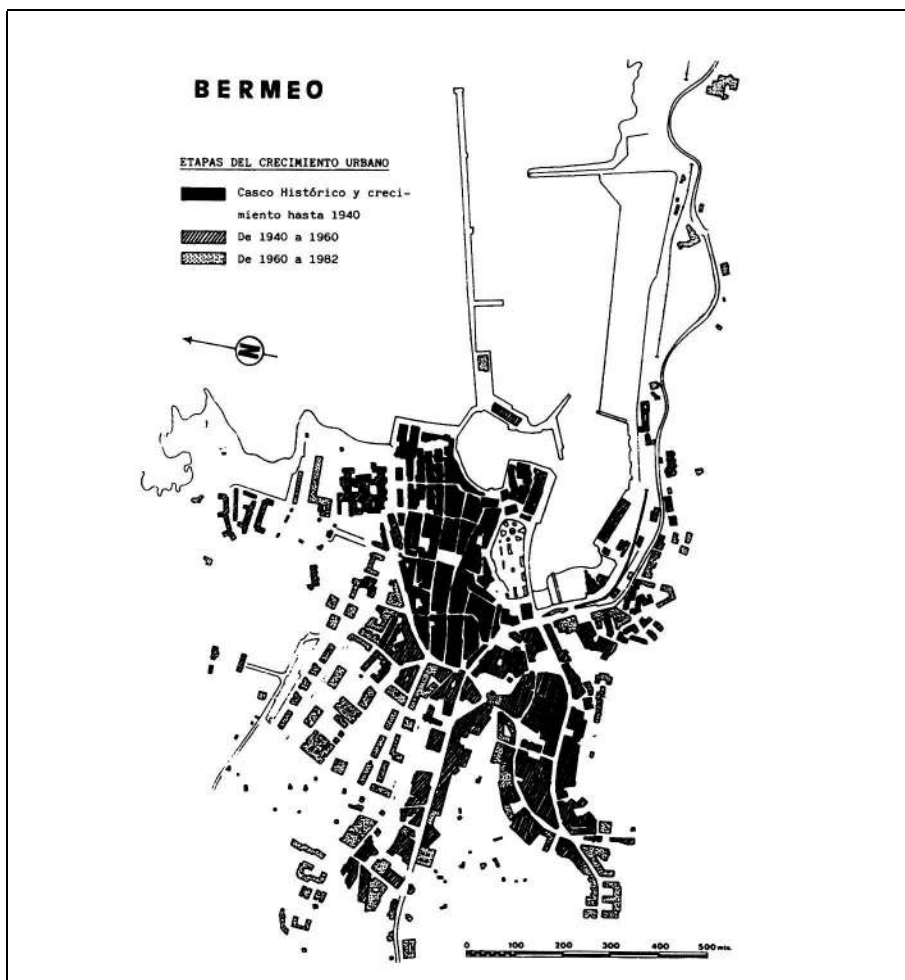 BERMEO
ETAPAS DEL CRECIMIENTO URBANO
Casco Histórico y creci-
miento hasta 1940
De 1940 a 1960
De 1960 a 1982
N
0 100 200 300 400 500 mts.